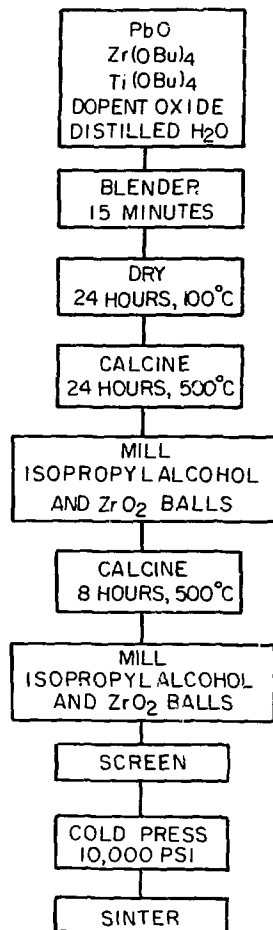 PbO
Zr(OBu)4
Ti(OBu)4
DOPENT OXIDE
DISTILLED H2O
BLENDER
15 MINUTES
DRY
24 HOURS, 100°C
CALCINE
24 HOURS, 500°C
MILL
ISOPROPYL ALCOHOL
AND ZrO2 BALLS
CALCINE
8 HOURS, 500°C
MILL
ISOPROPYL ALCOHOL
AND ZrO2 BALLS
SCREEN
COLD PRESS
10,000 PSI
SINTER